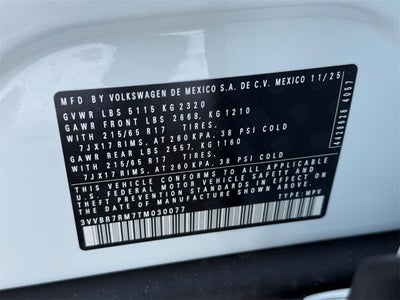 MFD BY VOLKSWAGEN DE MEXICO S.A. DE C.V. MEXICO 11/25
GVWR LBS 5115 KG 2320
GAWR FRONT LBS 2668, KG 1210
WITH 215/65 R17 TIRES.
7JX17 RIMS, AT 260 KPA, 38 PSI COLD
GAWR REAR LBS 2557, KG 1160
WITH 215/65 R17 TIRES.
7JX17 RIMS, AT 260 KPA, 38 PSI COLD
THIS VEHICLE CONFORMS TO ALL APPLICABLE
U.S. FEDERAL MOTOR VEHICLE SAFETY AND
THEFT PREVENTION STANDARDS IN EFFECT ON
THE DATE OF MANUFACTURE SHOWN ABOVE.
3VVBR7RM7TM030077 TYPE: MPV
4428628 4057